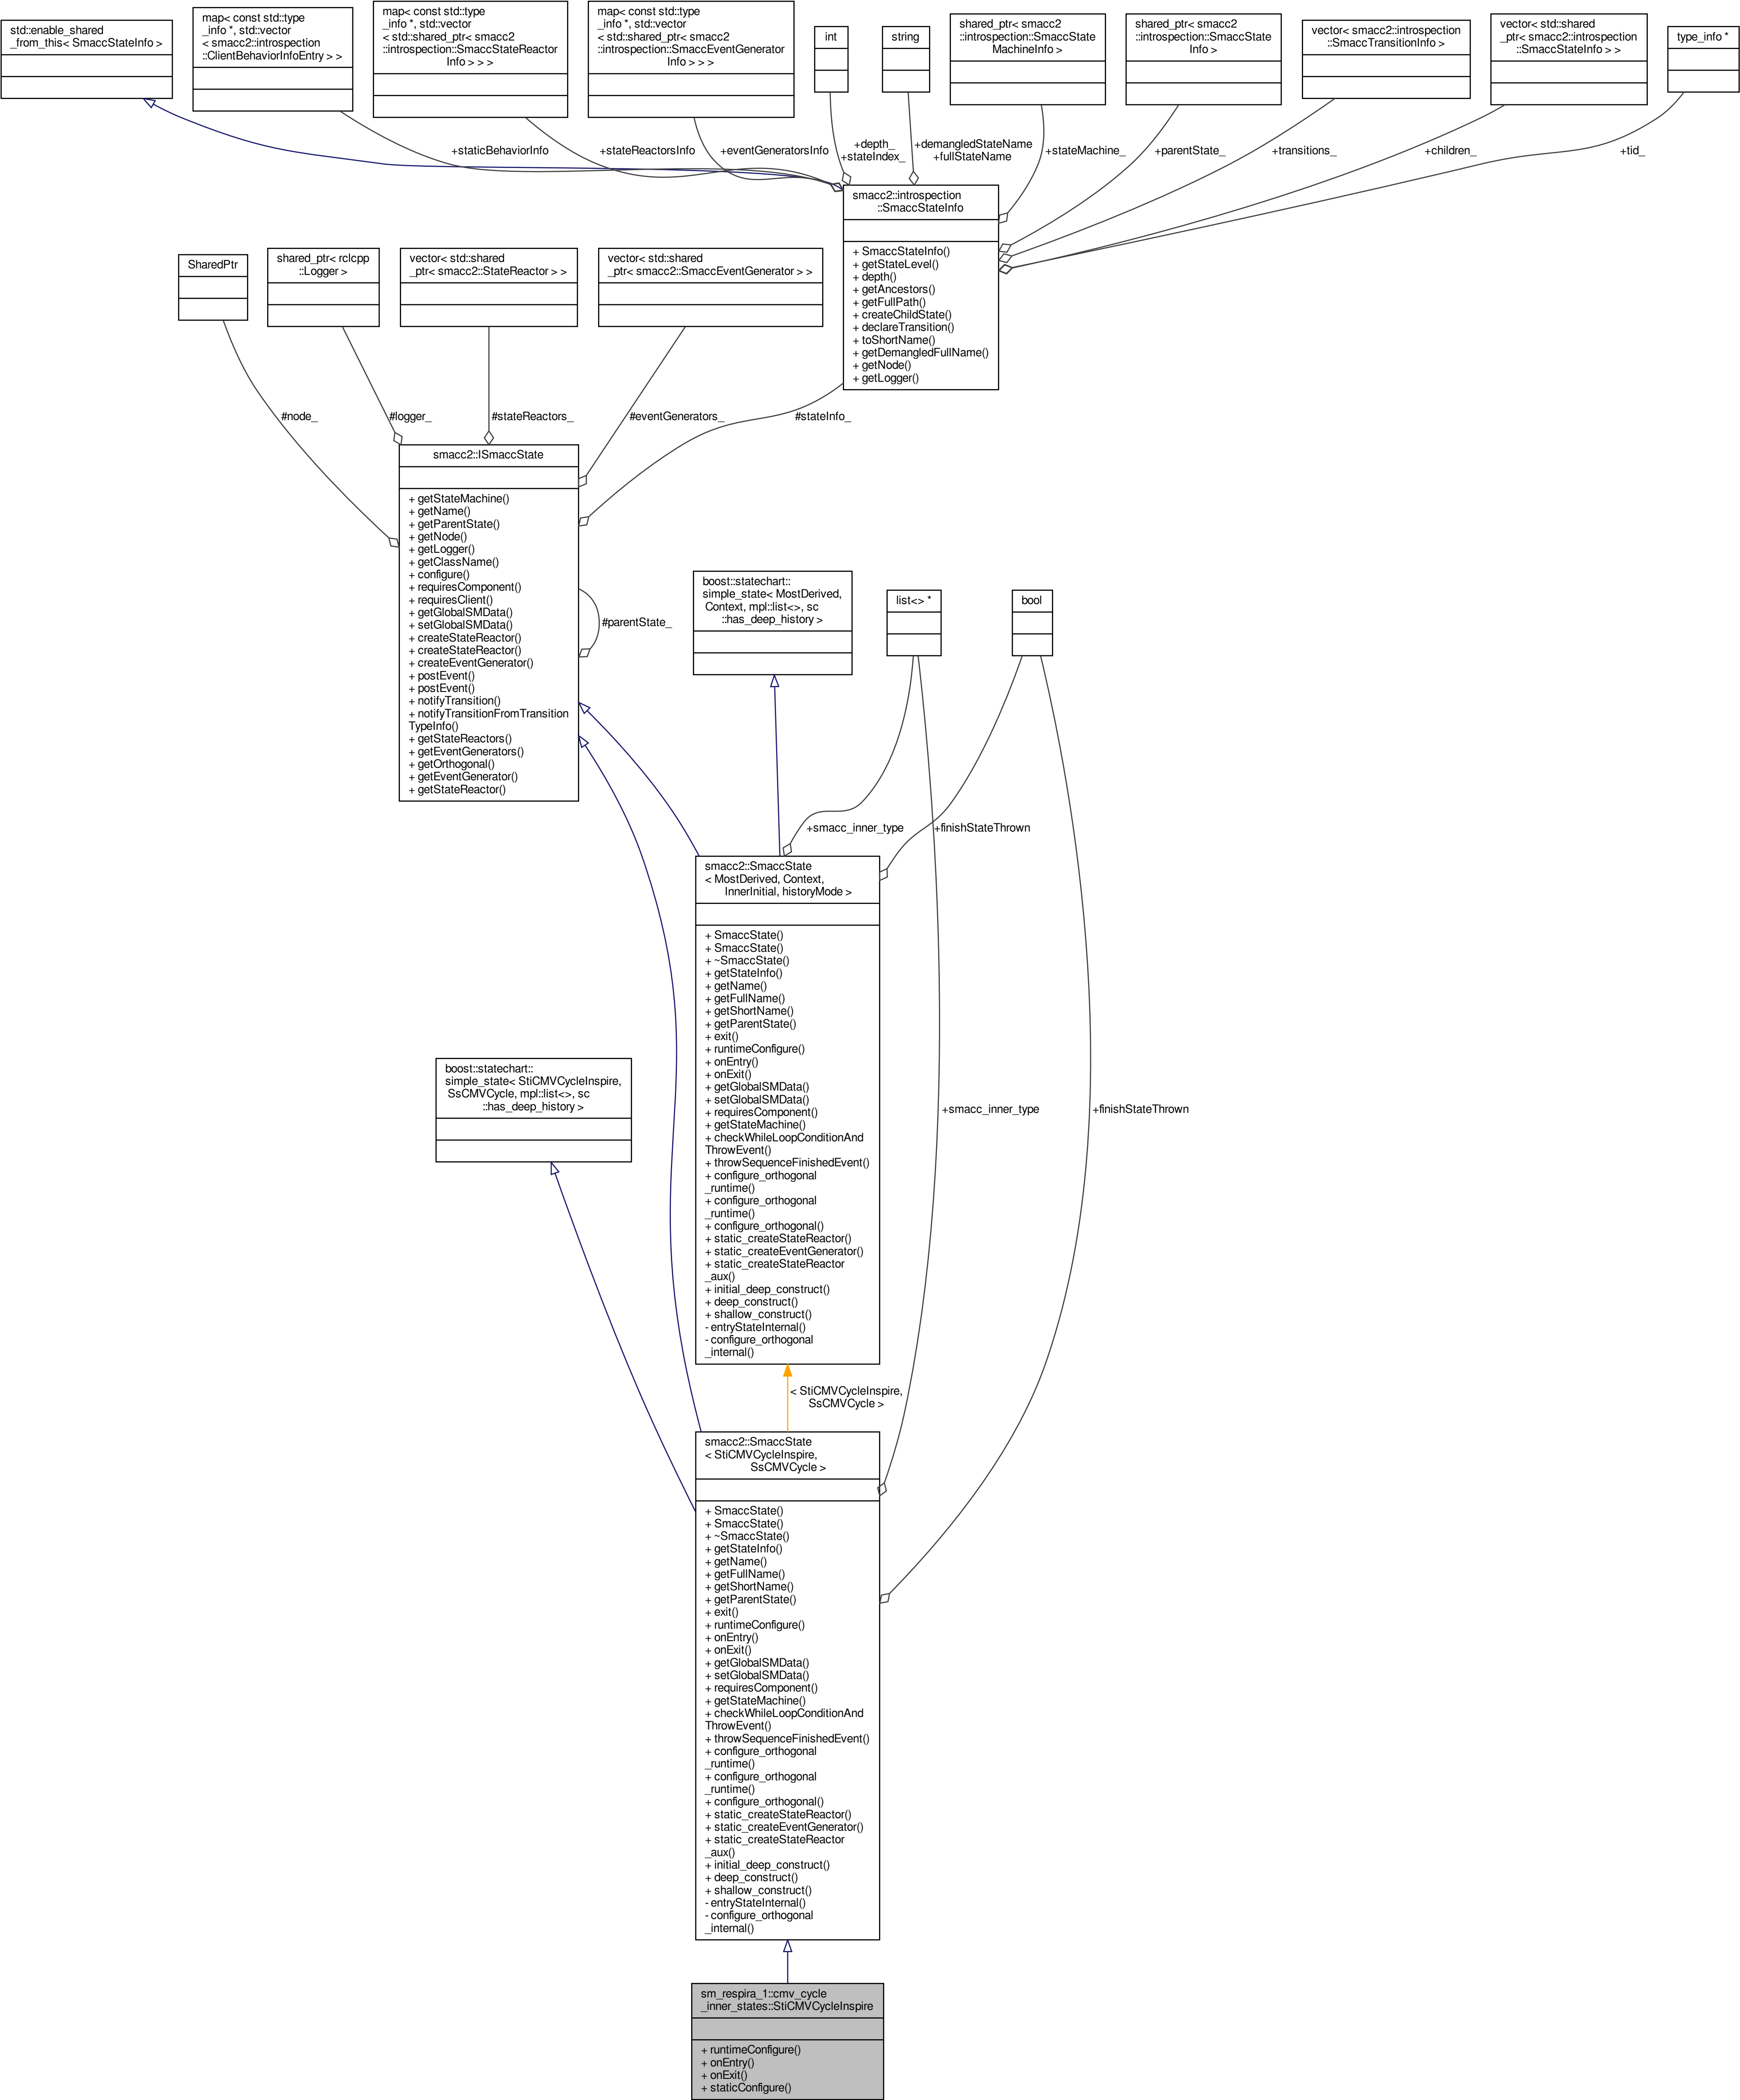 std::enable_shared
_from_this< SmaccStateInfo >
map< const std::type
_info *, std::vector
< smacc2::introspection
::ClientBehaviorInfoEntry > >
map< const std::type
_info *, std::vector
< std::shared_ptr< smacc2
::introspection::SmaccStateReactor
Info > > >
map< const std::type
_info *, std::vector
< std::shared_ptr< smacc2
::introspection::SmaccEventGenerator
Info > > >
int
string
shared_ptr< smacc2
::introspection::SmaccState
MachineInfo >
shared_ptr< smacc2
::introspection::SmaccState
Info >
vector< smacc2::introspection
::SmaccTransitionInfo >
vector< std::shared
_ptr< smacc2::introspection
::SmaccStateInfo > >
type_info *
+staticBehaviorInfo
+stateReactorsInfo
+eventGeneratorsInfo
+depth_
+stateIndex_
+demangledStateName
+fullStateName
+stateMachine_
+parentState_
+transitions_
+children_
+tid_
smacc2::introspection
::SmaccStateInfo
+ SmaccStateInfo()
+ getStateLevel()
+ depth()
+ getAncestors()
+ getFullPath()
+ createChildState()
+ declareTransition()
+ toShortName()
+ getDemangledFullName()
+ getNode()
+ getLogger()
SharedPtr
shared_ptr< rclcpp
::Logger >
vector< std::shared
_ptr< smacc2::StateReactor > >
vector< std::shared
_ptr< smacc2::SmaccEventGenerator > >
#node_
#logger_
#stateReactors_
#eventGenerators_
#stateInfo_
smacc2::ISmaccState
+ getStateMachine()
+ getName()
+ getParentState()
+ getNode()
+ getLogger()
+ getClassName()
+ configure()
+ requiresComponent()
+ requiresClient()
+ getGlobalSMData()
+ setGlobalSMData()
+ createStateReactor()
+ createStateReactor()
+ createEventGenerator()
+ postEvent()
+ postEvent()
+ notifyTransition()
+ notifyTransitionFromTransition
TypeInfo()
+ getStateReactors()
+ getEventGenerators()
+ getOrthogonal()
+ getEventGenerator()
+ getStateReactor()
#parentState_
boost::statechart::
simple_state< MostDerived,
Context, mpl::list<>, sc
::has_deep_history >
list<> *
bool
+smacc_inner_type
+finishStateThrown
smacc2::SmaccState
< MostDerived, Context,
InnerInitial, historyMode >
+ SmaccState()
+ SmaccState()
+ ~SmaccState()
+ getStateInfo()
+ getName()
+ getFullName()
+ getShortName()
+ getParentState()
+ exit()
+ runtimeConfigure()
+ onEntry()
+ onExit()
+ getGlobalSMData()
+ setGlobalSMData()
+ requiresComponent()
+ getStateMachine()
+ checkWhileLoopConditionAnd
ThrowEvent()
+ throwSequenceFinishedEvent()
+ configure_orthogonal
_runtime()
+ configure_orthogonal
_runtime()
+ configure_orthogonal()
+ static_createStateReactor()
+ static_createEventGenerator()
+ static_createStateReactor
_aux()
+ initial_deep_construct()
+ deep_construct()
+ shallow_construct()
- entryStateInternal()
- configure_orthogonal
_internal()
boost::statechart::
simple_state< StiCMVCycleInspire,
SsCMVCycle, mpl::list<>, sc
::has_deep_history >
+smacc_inner_type
+finishStateThrown
< StiCMVCycleInspire,
SsCMVCycle >
smacc2::SmaccState
< StiCMVCycleInspire,
SsCMVCycle >
+ SmaccState()
+ SmaccState()
+ ~SmaccState()
+ getStateInfo()
+ getName()
+ getFullName()
+ getShortName()
+ getParentState()
+ exit()
+ runtimeConfigure()
+ onEntry()
+ onExit()
+ getGlobalSMData()
+ setGlobalSMData()
+ requiresComponent()
+ getStateMachine()
+ checkWhileLoopConditionAnd
ThrowEvent()
+ throwSequenceFinishedEvent()
+ configure_orthogonal
_runtime()
+ configure_orthogonal
_runtime()
+ configure_orthogonal()
+ static_createStateReactor()
+ static_createEventGenerator()
+ static_createStateReactor
_aux()
+ initial_deep_construct()
+ deep_construct()
+ shallow_construct()
- entryStateInternal()
- configure_orthogonal
_internal()
sm_respira_1::cmv_cycle
_inner_states::StiCMVCycleInspire
+ runtimeConfigure()
+ onEntry()
+ onExit()
+ staticConfigure()